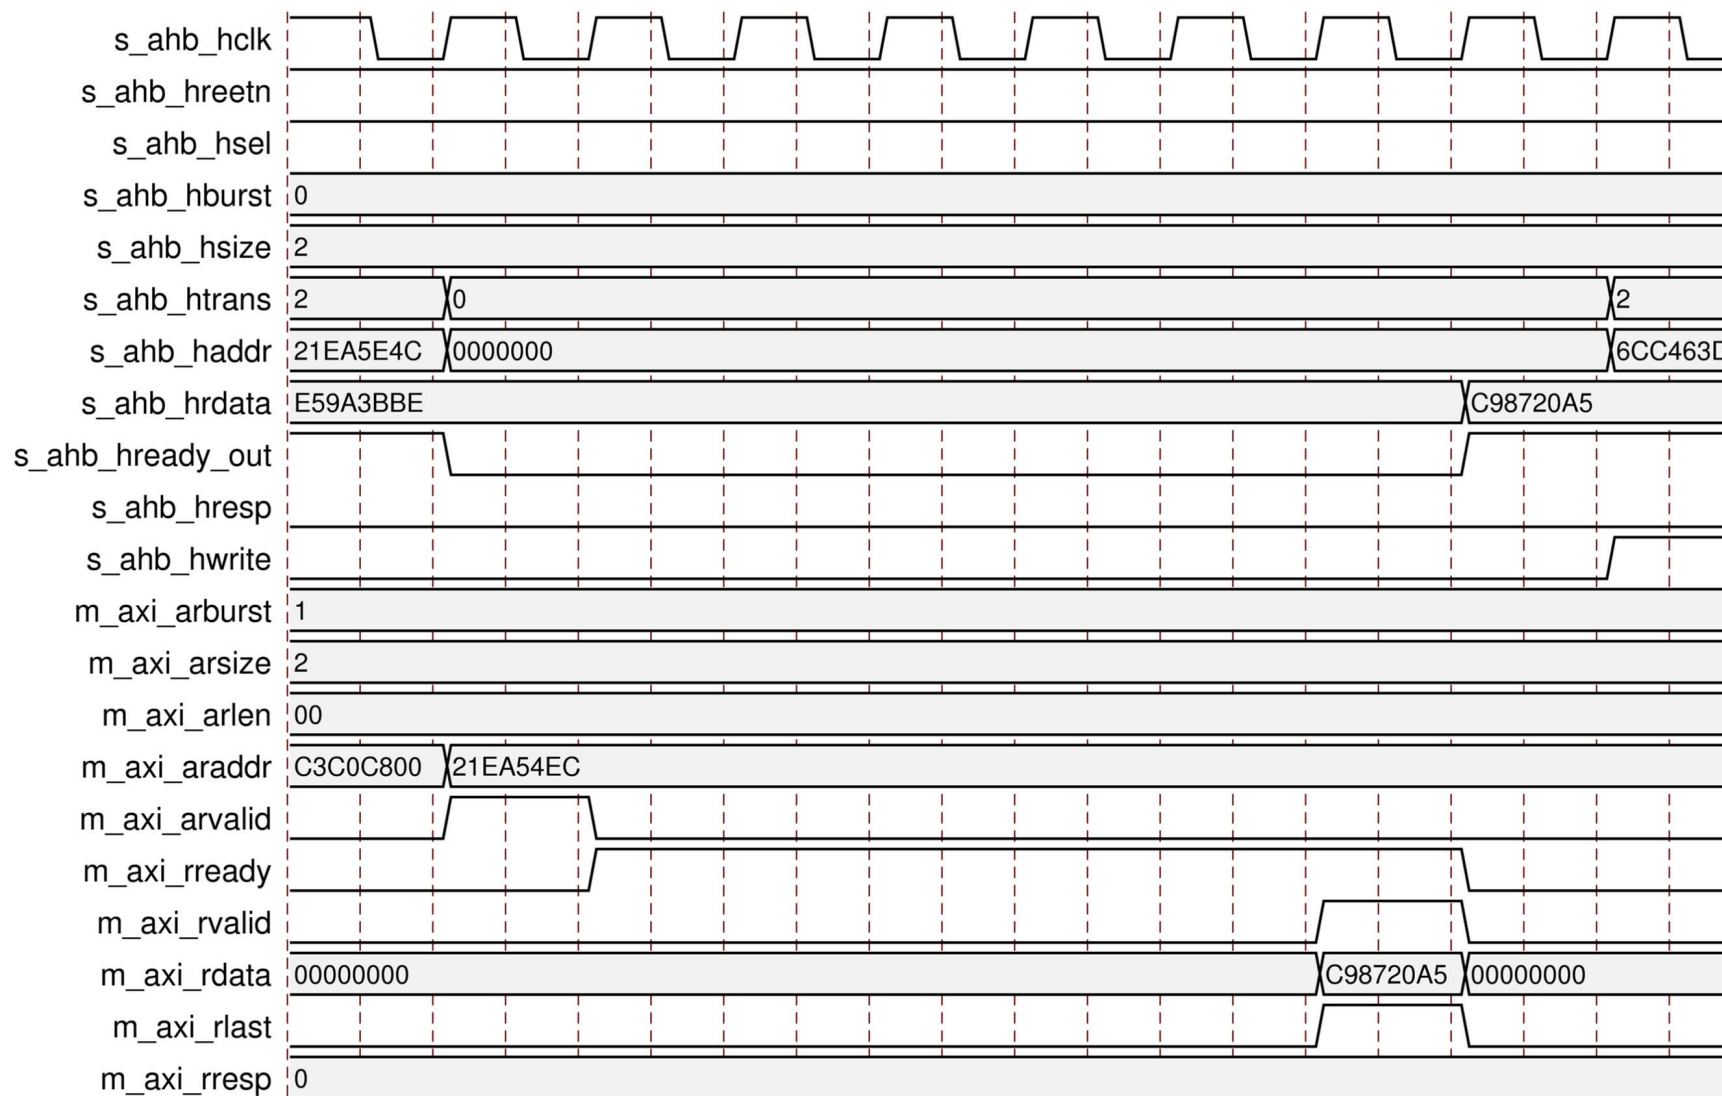 s_ahb_hclk
s_ahb_hreetn
s_ahb_hsel
s_ahb_hburst 0
s_ahb_hsize 2
s_ahb_htrans 2 0 2
s_ahb_haddr 21EA5E4C 0000000 6CC463D
s_ahb_hrdata E59A3BBE C98720A5
s_ahb_hready_out
s_ahb_hresp
s_ahb_hwrite
m_axi_arburst 1
m_axi_arsize 2
m_axi_arlen 00
m_axi_araddr C3C0C800 21EA54EC
m_axi_arvalid
m_axi_rready
m_axi_rvalid
m_axi_rdata 00000000 C98720A5 00000000
m_axi_rlast
m_axi_rresp 0